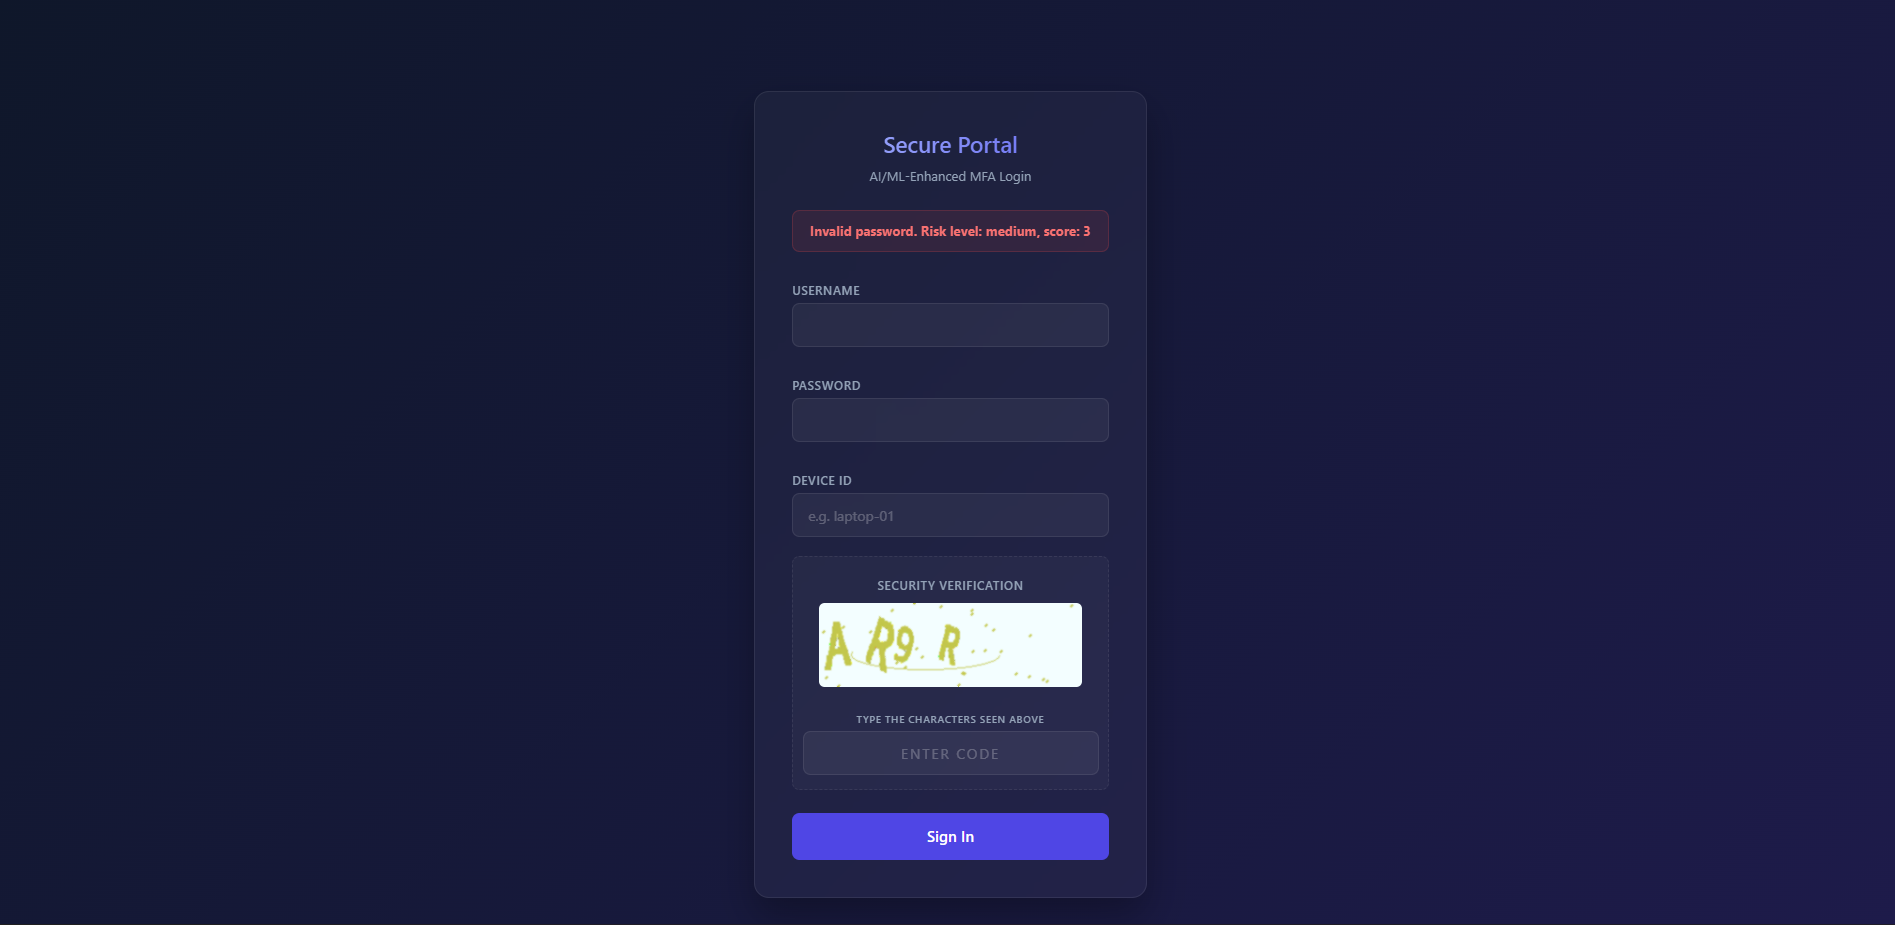 Secure Portal
AI/ML-Enhanced MFA Login
Invalid password. Risk level: medium, score: 3
USERNAME
PASSWORD
DEVICE ID
e.g. laptop-01
SECURITY VERIFICATION
A R9 R
TYPE THE CHARACTERS SEEN ABOVE
ENTER CODE
Sign In